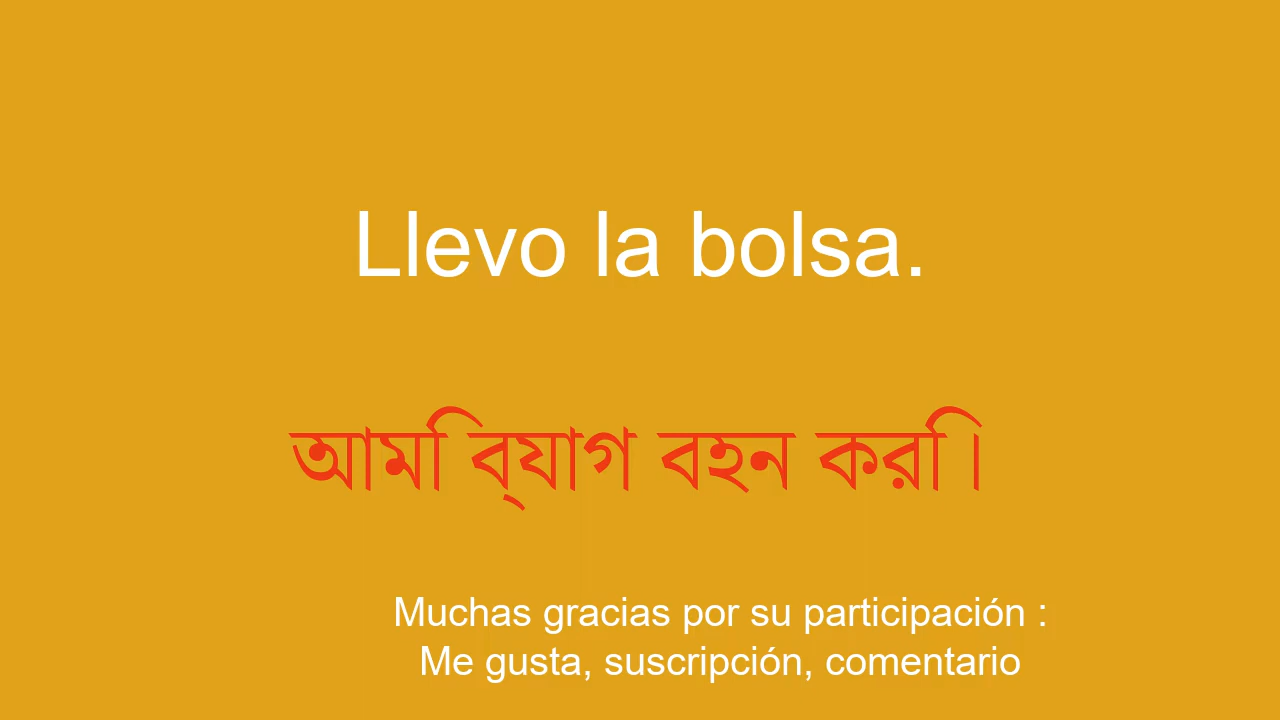 Llevo la bolsa.
আমি ব্যাগ বহন করি।
Muchas gracias por su participación :
Me gusta, suscripción, comentario